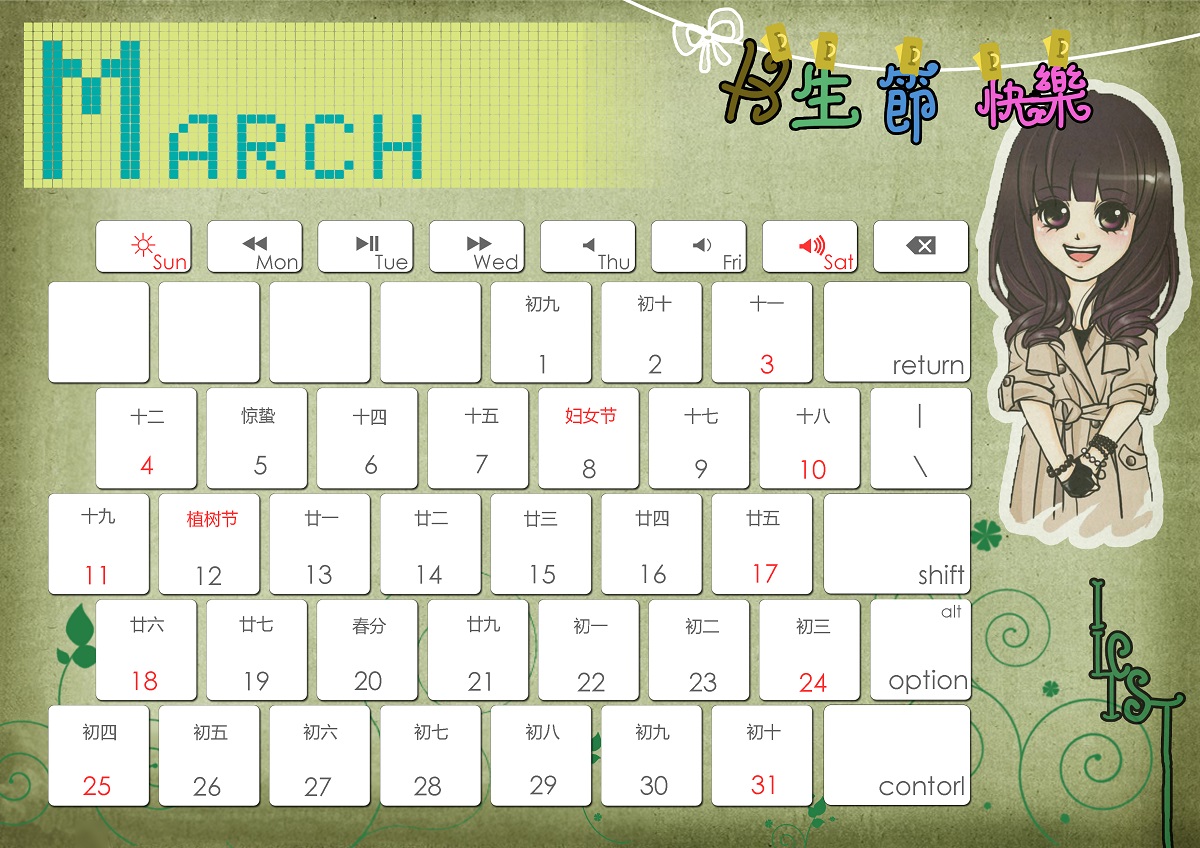 MARCH
女生節 快樂
Sun Mon Tue Wed Thu Fri Sat
初九 初十 十一
1 2 3 return
十二 惊蛰 十四 十五 妇女节 十七 十八 |
4 5 6 7 8 9 10 \
十九 植树节 廿一 廿二 廿三 廿四 廿五
11 12 13 14 15 16 17 shift
廿六 廿七 春分 廿九 初一 初二 初三 alt
18 19 20 21 22 23 24 option
初四 初五 初六 初七 初八 初九 初十
25 26 27 28 29 30 31 contorl